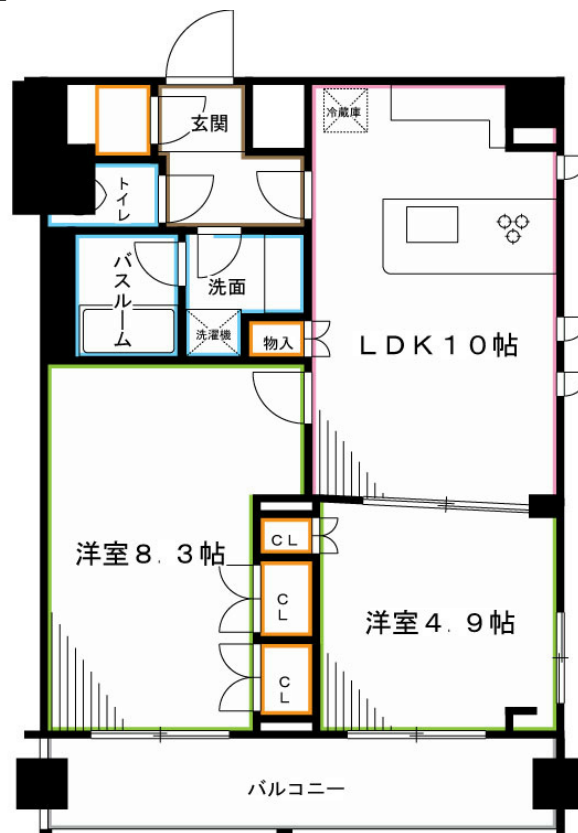 玄関
冷蔵庫
トイレ
バスルーム
洗面
洗濯機
物入
LDK10帖
CL
洋室8.3帖
CL
洋室4.9帖
CL
バルコニー